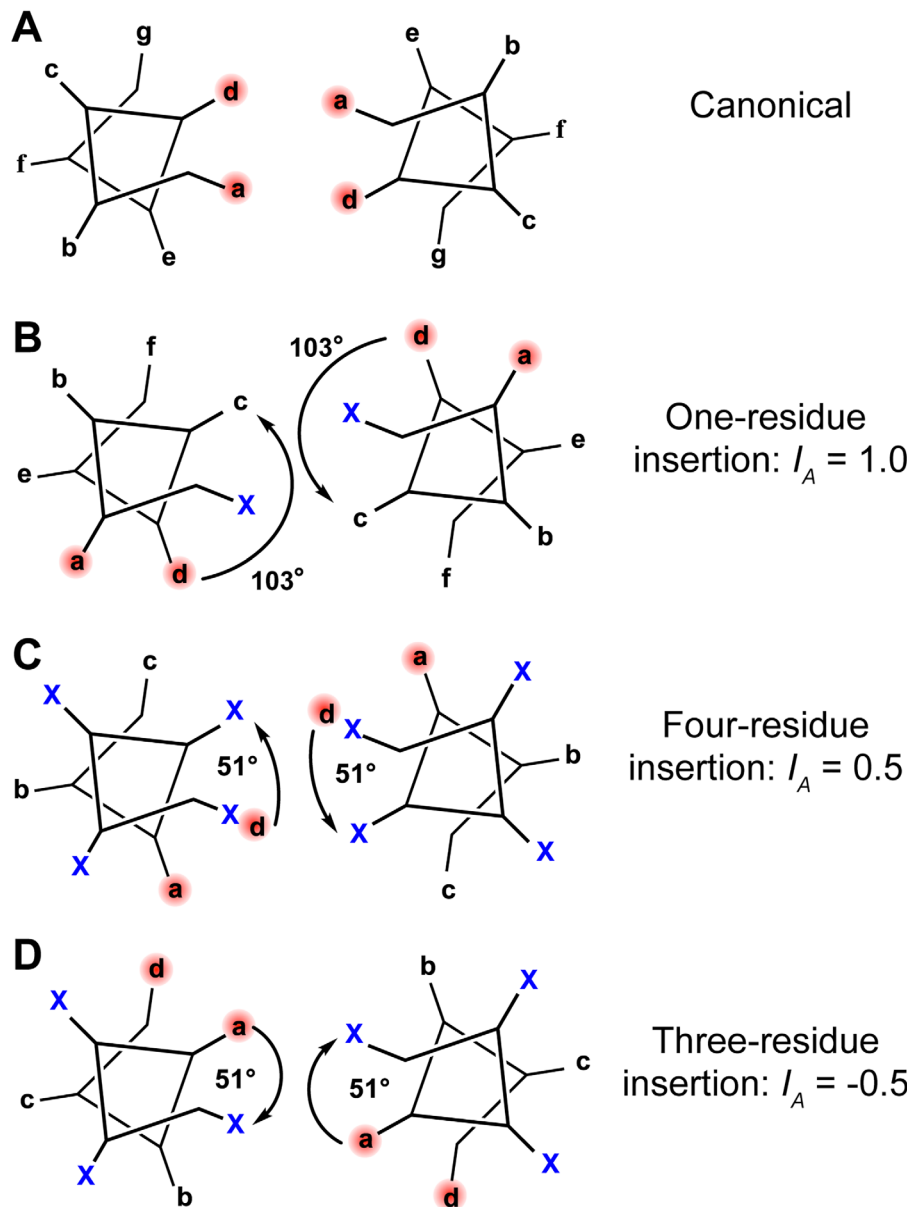 A
g
e
c
d
b
a
Canonical
f
f
a
d
b
e
c
g
B
f
d
103°
a
b
c
X
One-residue
e
e
insertion: I_A = 1.0
X
c
b
a
d
103°
f
C
c
a
X
X
X
d
X
Four-residue
b
51°
51°
b
insertion: I_A = 0.5
X
d
X
X
X
a
c
D
d
b
X
X
a
X
Three-residue
c
51°
51°
c
insertion: I_A = -0.5
X
a
X
X
b
d